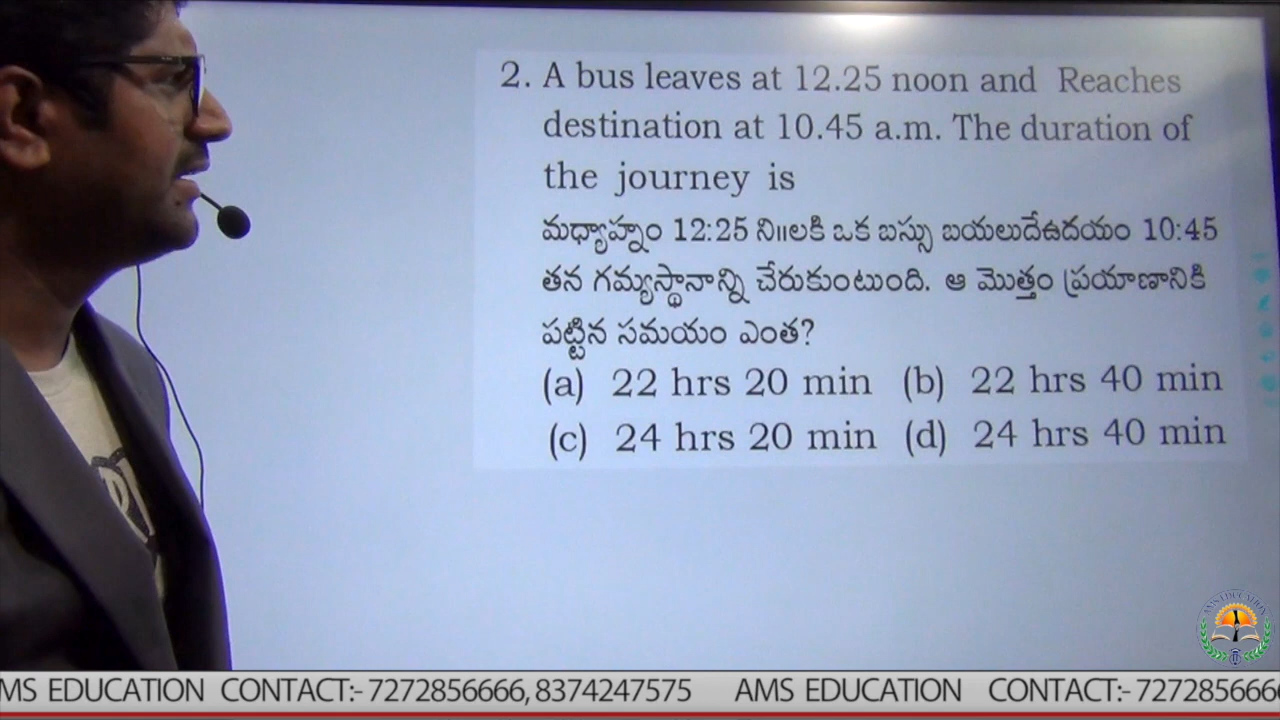 2. A bus leaves at 12.25 noon and Reaches
destination at 10.45 a.m. The duration of
the journey is
మధ్యాహ్నం 12:25 ని॥లకి ఒక బస్సు బయలుదేఉదయం 10:45
తన గమ్యస్థానాన్ని చేరుకుంటుంది. ఆ మొత్తం ప్రయాణానికి
పట్టిన సమయం ఎంత?
(a) 22 hrs 20 min (b) 22 hrs 40 min
(c) 24 hrs 20 min (d) 24 hrs 40 min
AMS EDUCATION
MS EDUCATION CONTACT:- 7272856666, 8374247575 AMS EDUCATION CONTACT:- 727285666